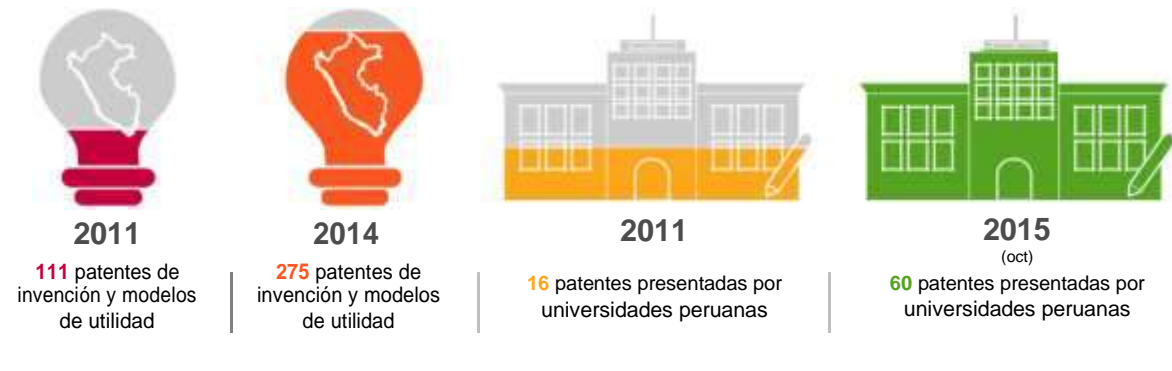 2011
111 patentes de
invención y modelos
de utilidad
2014
275 patentes de
invención y modelos
de utilidad
2011
16 patentes presentadas por
universidades peruanas
2015
(oct)
60 patentes presentadas por
universidades peruanas